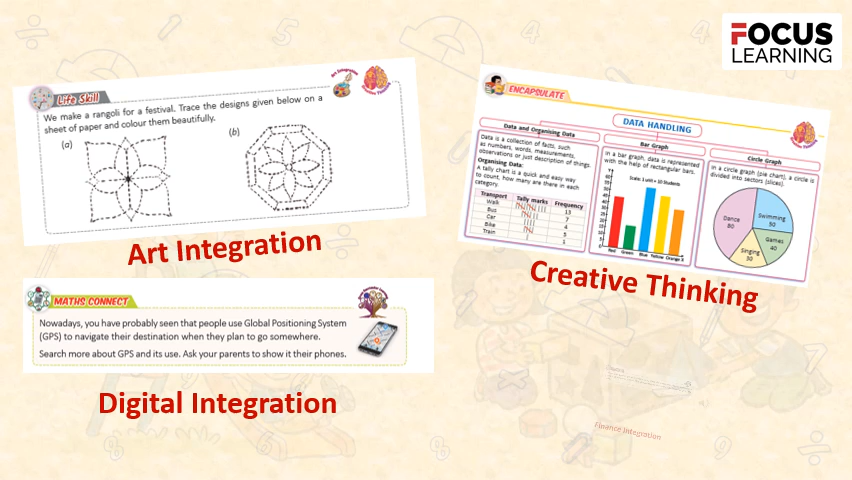 FOCUS
LEARNING
Life Skill
Art Integration
Creative Thinking
We make a rangoli for a festival. Trace the designs given below on a
sheet of paper and colour them beautifully.
(a)
(b)
Art Integration
MATHS CONNECT
Nowadays, you have probably seen that people use Global Positioning System
(GPS) to navigate their destination when they plan to go somewhere.
Search more about GPS and its use. Ask your parents to show it their phones.
Digital Integration
ENCAPSULATE
DATA HANDLING
Data and Organising Data
Data is a collection of facts, such
as numbers, words, measurements,
observations or just description of things.
Organising Data:
A tally chart is a quick and easy way
to count, how many are there in each
category.
Transport Tally marks Frequency
Walk 13
Bus 7
Car 4
Bike 5
Train 1
Bar Graph
In a bar graph, data is represented
with the help of rectangular bars.
Scale: 1 unit = 10 Students
Y
Red Green Blue Yellow Orange X
Circle Graph
In a circle graph (pie chart), a circle is
divided into sectors (slices).
Dance
80
Swimming
50
Games
40
Singing
30
Creative Thinking
Finance Integration